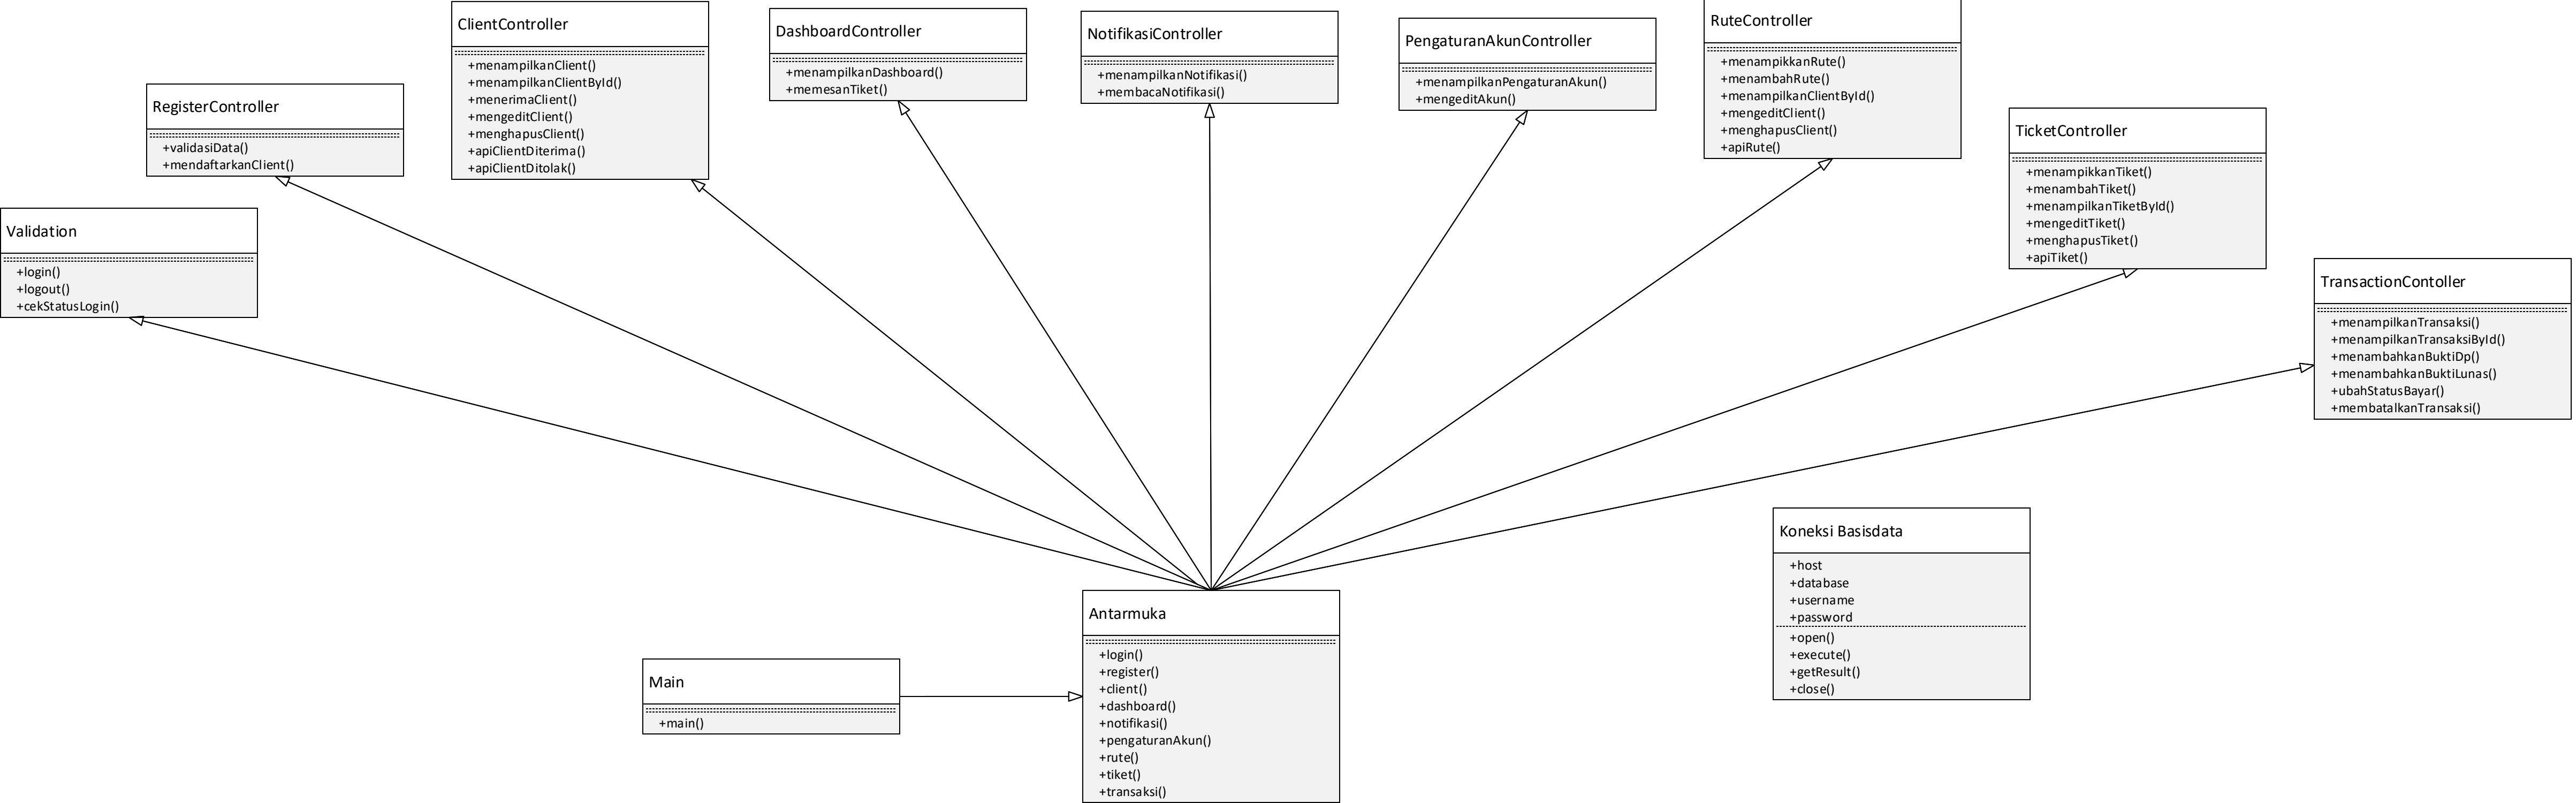 Validation
+login()
+logout()
+cekStatusLogin()
RegisterController
+validasiData()
+mendaftarkanClient()
ClientController
+menampilkanClient()
+menampilkanClientById()
+menerimaClient()
+mengeditClient()
+menghapusClient()
+apiClientDiterima()
+apiClientDitolak()
DashboardController
+menampilkanDashboard()
+memesanTiket()
NotifikasiController
+menampilkanNotifikasi()
+membacaNotifikasi()
PengaturanAkunController
+menampilkanPengaturanAkun()
+mengeditAkun()
RuteController
+menampikkanRute()
+menambahRute()
+menampilkanClientById()
+mengeditClient()
+menghapusClient()
+apiRute()
TicketController
+menampikkanTiket()
+menambahTiket()
+menampilkanTiketById()
+mengeditTiket()
+menghapusTiket()
+apiTiket()
TransactionContoller
+menampilkanTransaksi()
+menampilkanTransaksiById()
+menambahkanBuktiDp()
+menambahkanBuktiLunas()
+ubahStatusBayar()
+membatalkanTransaksi()
Main
+main()
Antarmuka
+login()
+register()
+client()
+dashboard()
+notifikasi()
+pengaturanAkun()
+rute()
+tiket()
+transaksi()
Koneksi Basisdata
+host
+database
+username
+password
+open()
+execute()
+getResult()
+close()